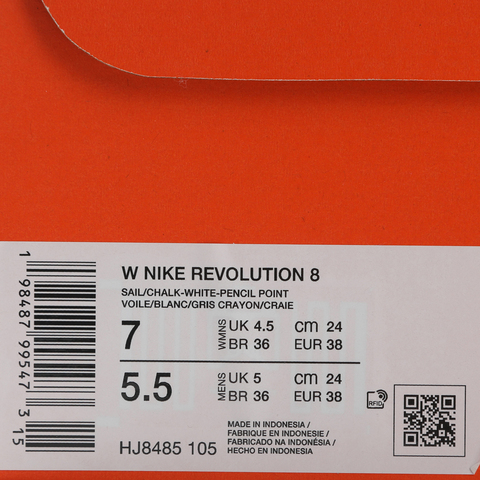 W NIKE REVOLUTION 8
SAIL/CHALK-WHITE-PENCIL POINT
VOILE/BLANC/GRIS CRAYON/CRAIE
7 WMNS UK 4.5 cm 24
BR 36 EUR 38
5.5 MENS UK 5 cm 24
BR 36 EUR 38
RFID
HJ8485 105
MADE IN INDONESIA /
FABRIQUE EN INDONESIE /
FABRICADO NA INDONÉSIA /
HECHO EN INDONESIA
1 98487 99547 3 15